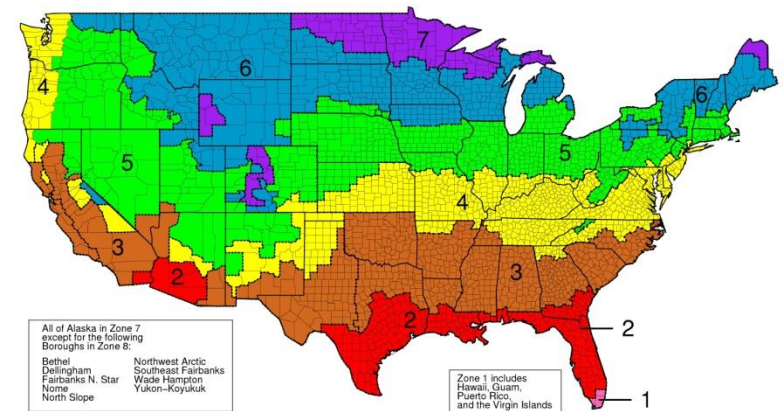 7
6
4
6
5
5
4
3
3
2
2
2
1
All of Alaska in Zone 7
except for the following
Boroughs in Zone 8:
Bethel
Dellingham
Fairbanks N. Star
Nome
North Slope
Northwest Arctic
Southeast Fairbanks
Wade Hampton
Yukon-Koyukuk
Zone 1 includes
Hawaii, Guam,
Puerto Rico,
and the Virgin Islands